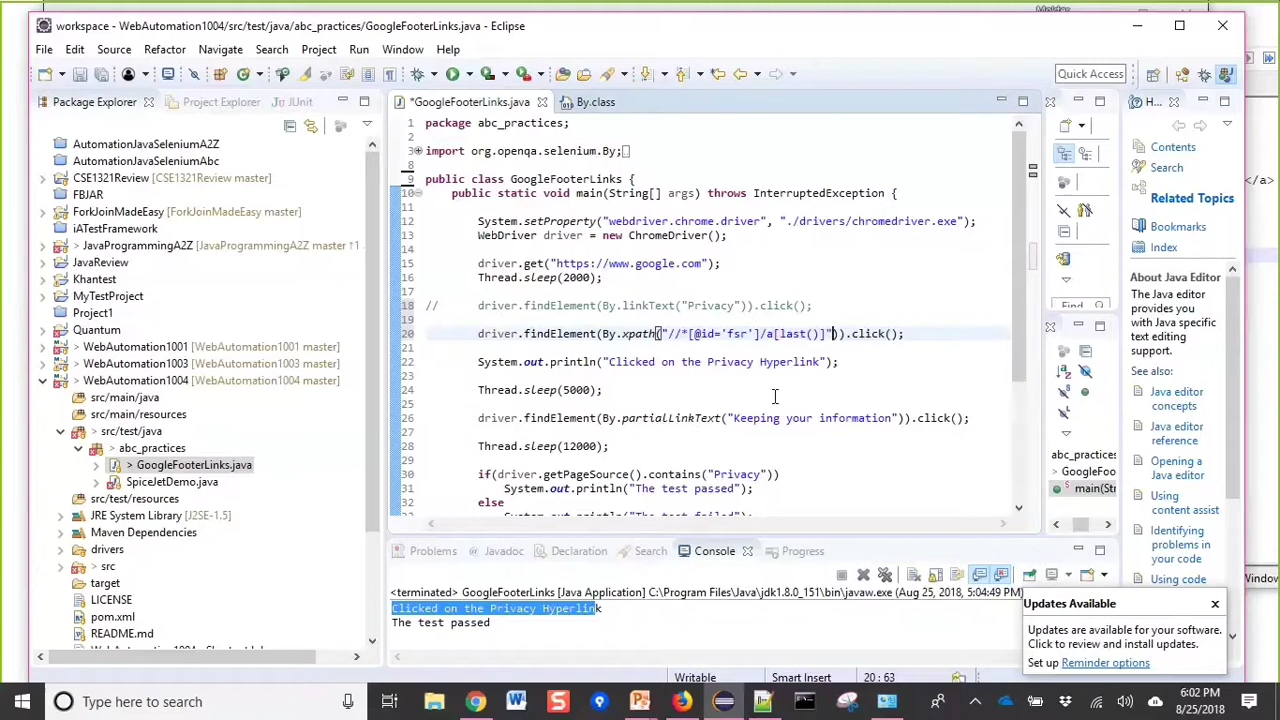 workspace - WebAutomation1004/src/test/java/abc_practices/GoogleFooterLinks.java - Eclipse
File Edit Source Refactor Navigate Search Project Run Window Help
Quick Access
Package Explorer
Project Explorer
JUnit
AutomationJavaSeleniumA2Z
AutomationJavaSeleniumAbc
CSE1321Review [CSE1321Review master]
FBJAR
ForkJoinMadeEasy [ForkJoinMadeEasy master]
iATestFramework
> JavaProgrammingA2Z [JavaProgrammingA2Z master ↑1
JavaReview
Khantest
MyTestProject
Project1
Quantum
> WebAutomation1001 [WebAutomation1001 master]
> WebAutomation1003 [WebAutomation1003 master]
> WebAutomation1004 [WebAutomation1004 master]
src/main/java
src/main/resources
> src/test/java
> abc_practices
> GoogleFooterLinks.java
SpiceJetDemo.java
src/test/resources
JRE System Library [J2SE-1.5]
Maven Dependencies
drivers
> src
target
LICENSE
pom.xml
README.md
*GoogleFooterLinks.java
By.class
1 package abc_practices;
2
3 import org.openqa.selenium.By;
8
9 public class GoogleFooterLinks {
10 public static void main(String[] args) throws InterruptedException {
11
12 System.setProperty("webdriver.chrome.driver", "./drivers/chromedriver.exe");
13 WebDriver driver = new ChromeDriver();
14
15 driver.get("https://www.google.com");
16 Thread.sleep(2000);
17
18 // driver.findElement(By.linkText("Privacy")).click();
19
20 driver.findElement(By.xpath("//*[@id='fsr']/a[last()]")).click();
21
22 System.out.println("Clicked on the Privacy Hyperlink");
23
24 Thread.sleep(5000);
25
26 driver.findElement(By.partialLinkText("Keeping your information")).click();
27
28 Thread.sleep(12000);
29
30 if(driver.getPageSource().contains("Privacy"))
31 System.out.println("The test passed");
32 else
Find
abc_practices
GoogleFoo
main(Str
H...
Contents
Search
Related Topics
Bookmarks
Index
About Java Editor
The Java editor
provides you with
Java specific text
editing support.
See also:
Java editor
concepts
Java editor
reference
Opening a
Java Editor
Using
content assist
Identifying
problems in
your code
Using code
</a>
Problems
Javadoc
Declaration
Search
Console
Progress
<terminated> GoogleFooterLinks [Java Application] C:\Program Files\Java\jdk1.8.0_151\bin\javaw.exe (Aug 25, 2018, 5:04:49 PM)
Clicked on the Privacy Hyperlink
The test passed
Updates Available
Updates are available for your software.
Click to review and install updates.
Set up Reminder options
Writable
Smart Insert
20 : 63
Window
Type here to search
6:02 PM
8/25/2018